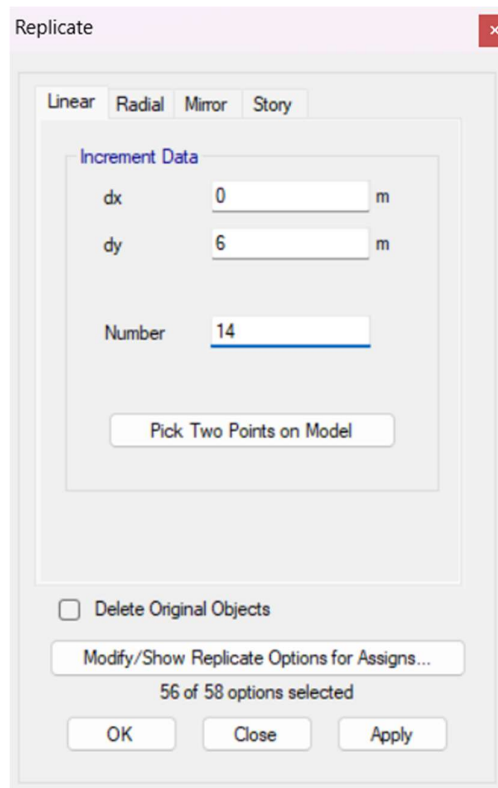 Replicate
Linear Radial Mirror Story
Increment Data
dx 0 m
dy 6 m
Number 14
Pick Two Points on Model
Delete Original Objects
Modify/Show Replicate Options for Assigns...
56 of 58 options selected
OK Close Apply